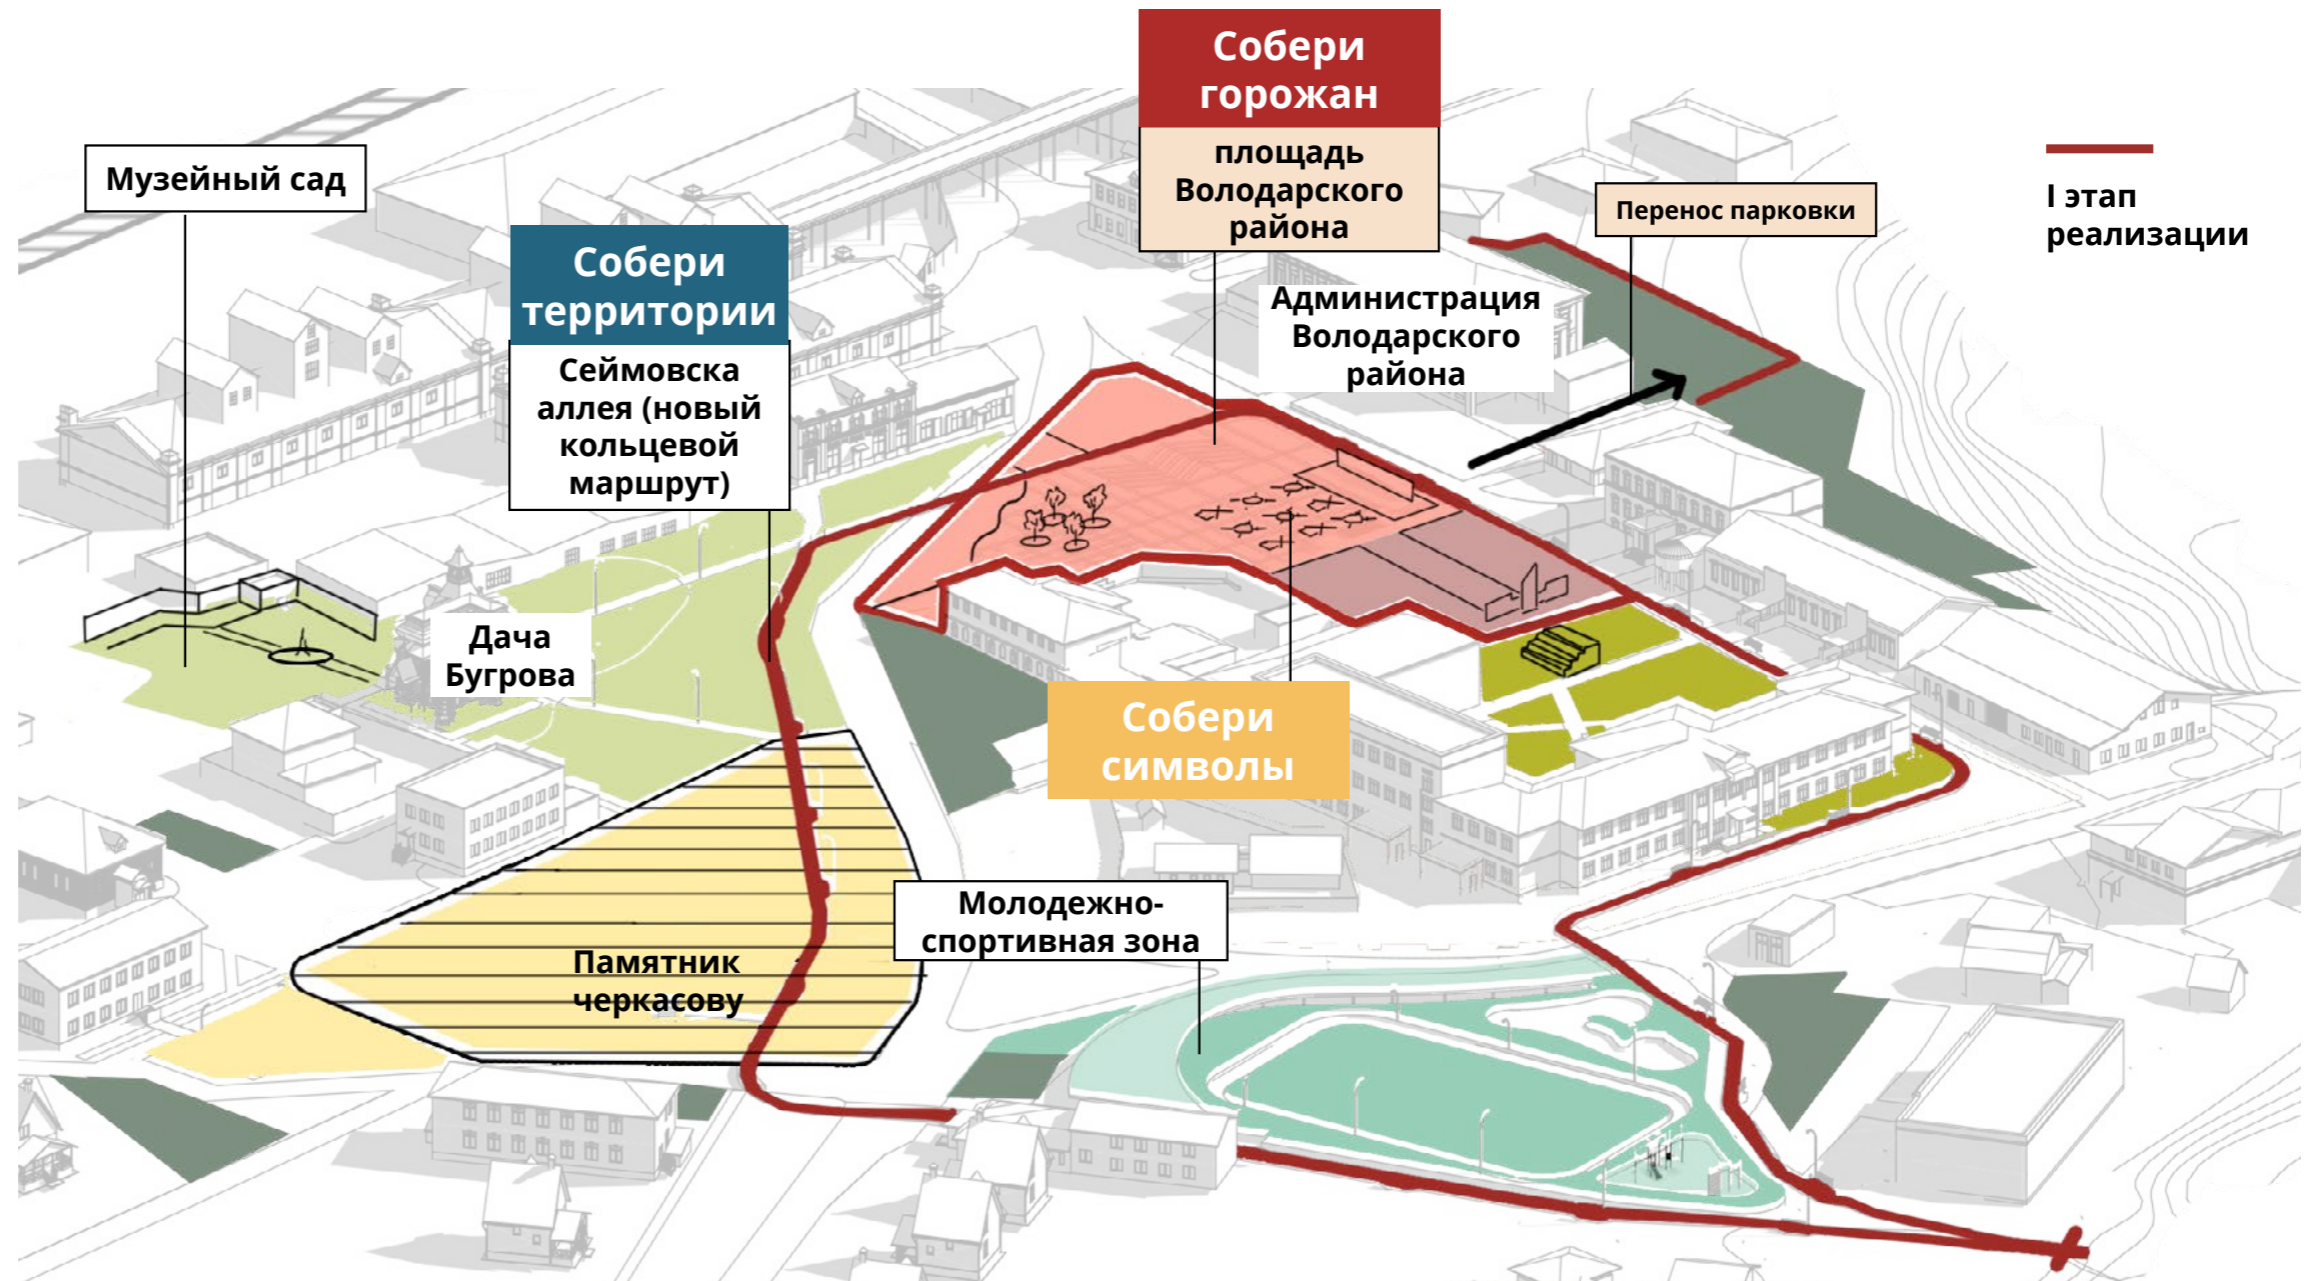 Собери
горожан
площадь
Володарского
района
Музейный сад
Перенос парковки
I этап
реализации
Собери
территории
Сеймовска
аллея (новый
кольцевой
маршрут)
Администрация
Володарского
района
Дача
Бугрова
Собери
символы
Молодежно-
спортивная зона
Памятник
черкасову